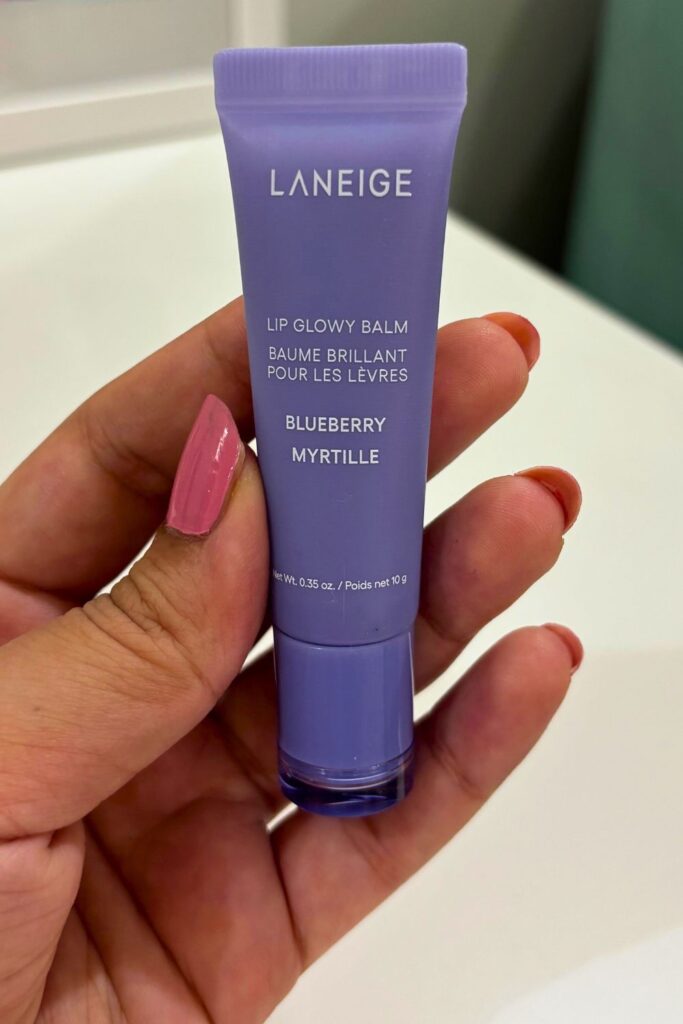 LANEIGE
LIP GLOWY BALM
BAUME BRILLANT
POUR LES LÈVRES
BLUEBERRY
MYRTILLE
Net Wt. 0.35 oz. / Poids net 10 g